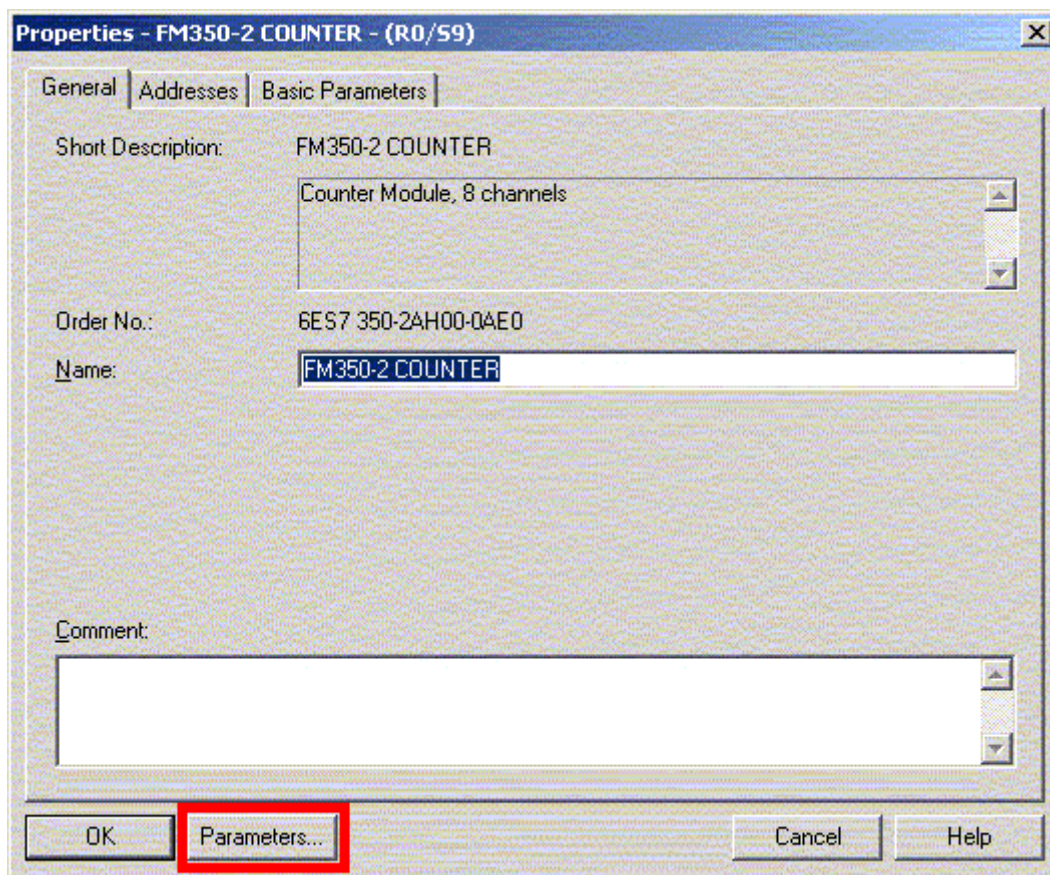 Properties - FM350-2 COUNTER - (R0/S9)
General Addresses Basic Parameters
Short Description: FM350-2 COUNTER
Counter Module, 8 channels
Order No.: 6ES7 350-2AH00-0AE0
Name: FM350-2 COUNTER
Comment:
OK Parameters... Cancel Help